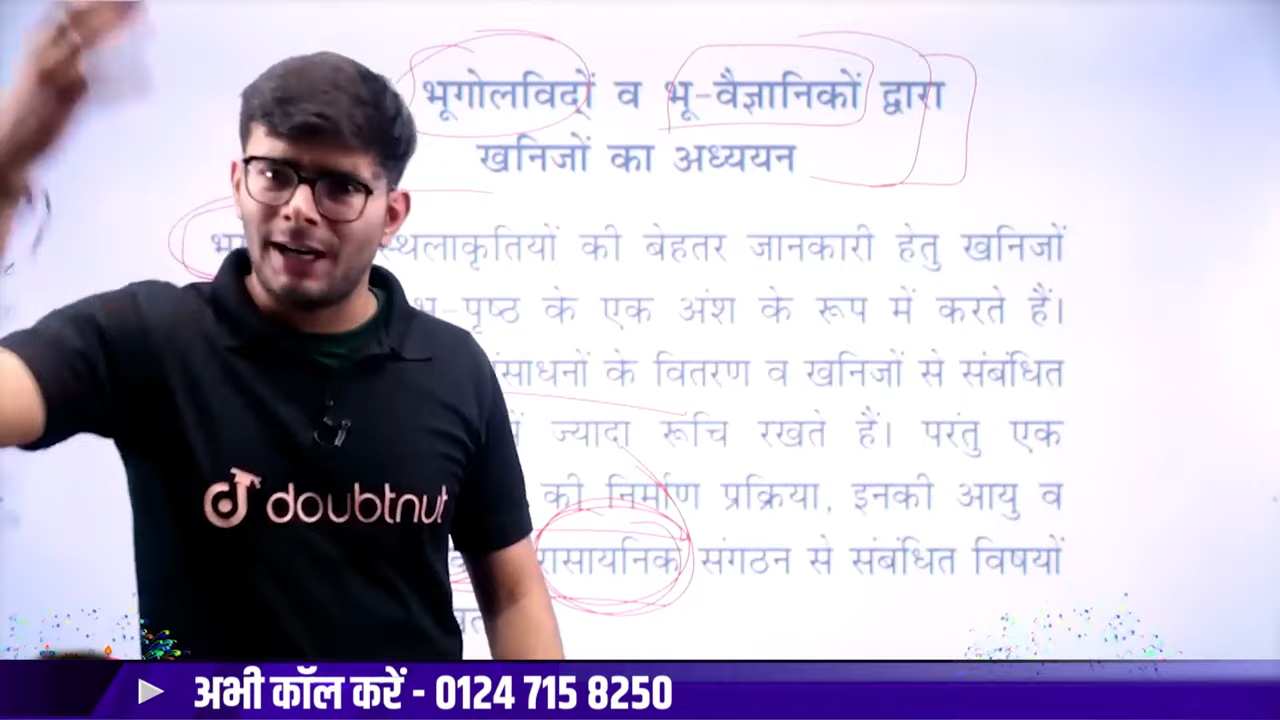 भूगोलविदों व भू-वैज्ञानिकों द्वारा
खनिजों का अध्ययन
स्थलाकृतियों की बेहतर जानकारी हेतु खनिजों
भू-पृष्ठ के एक अंश के रूप में करते हैं।
के वितरण व खनिजों से संबंधित
ज्यादा रूचि रखते हैं। परंतु एक
की निर्माण प्रक्रिया, इनकी आयु व
रासायनिक संगठन से संबंधित विषयों
doubtnut
अभी कॉल करें - 0124 715 8250